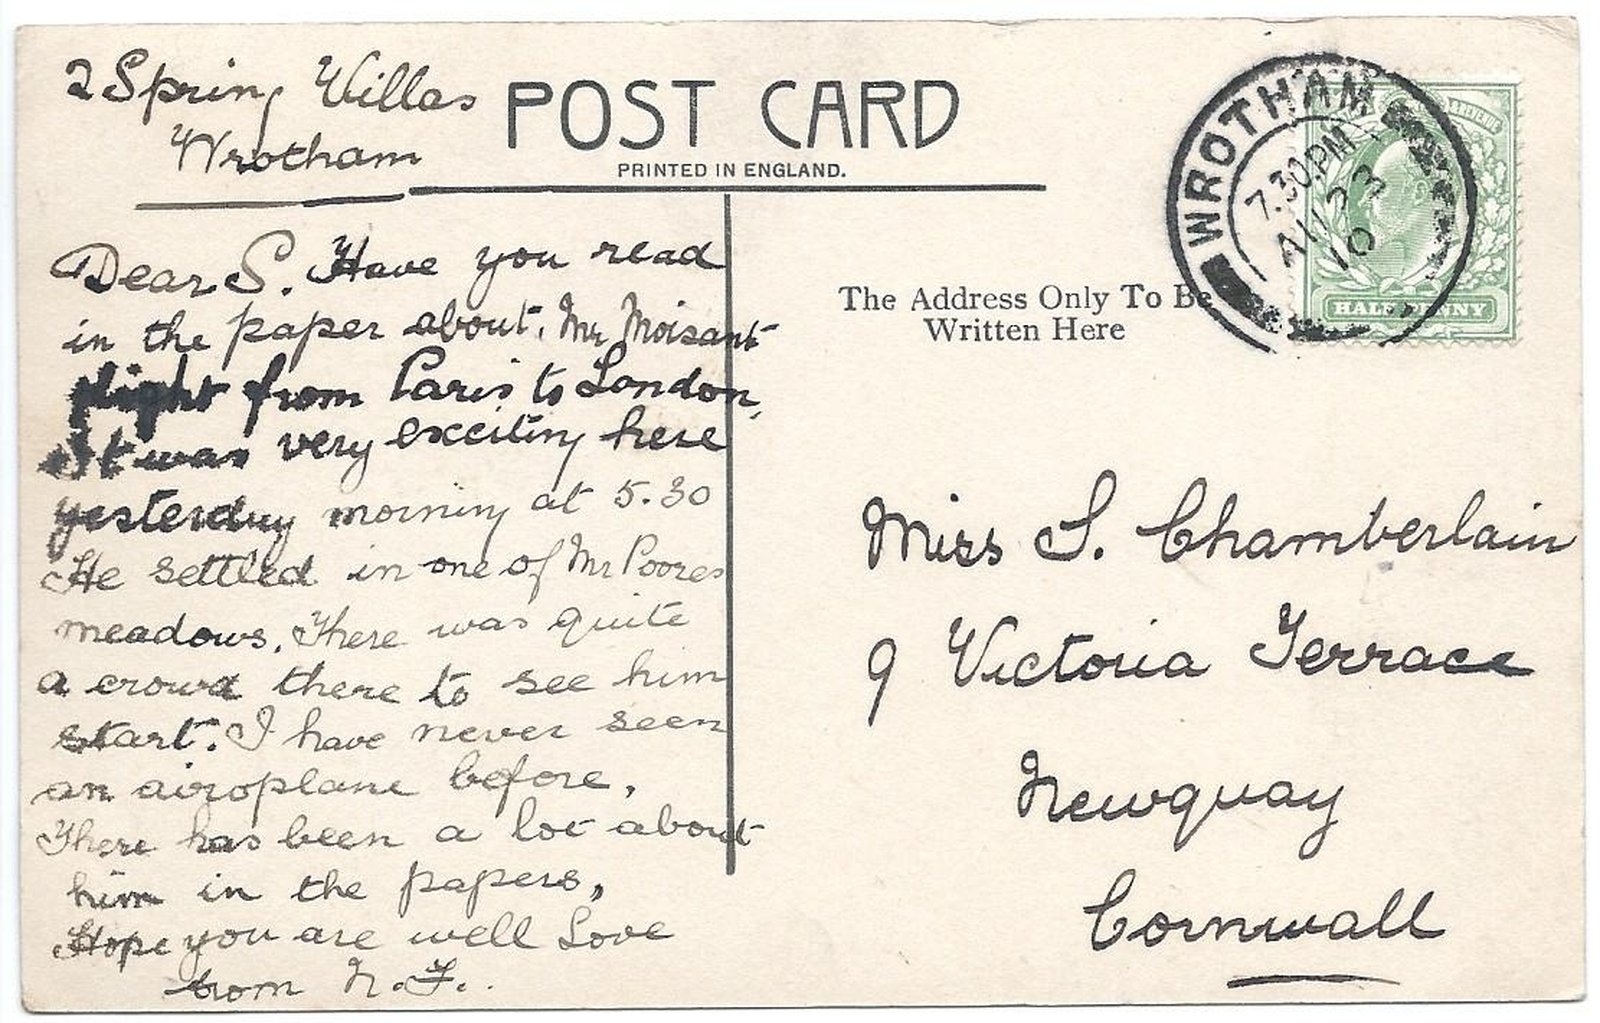 2 Spring Villas
Wrotham
POST CARD
PRINTED IN ENGLAND.
Dear S. Have you read
in the paper about. Mr Moisant
flight from Paris to London,
It was very exciting here
yesterday morning at 5.30
He settled in one of Mr Poores
meadows. There was quite
a crowd there to see him
start. I have never seen
an airoplane before.
There has been a lot about
him in the papers,
Hope you are well Love
from N.F.
WROTHAM
7.30PM
AU 23
10
HALFPENNY
The Address Only To Be
Written Here
Miss S. Chamberlain
9 Victoria Terrace
Newquay
Cornwall